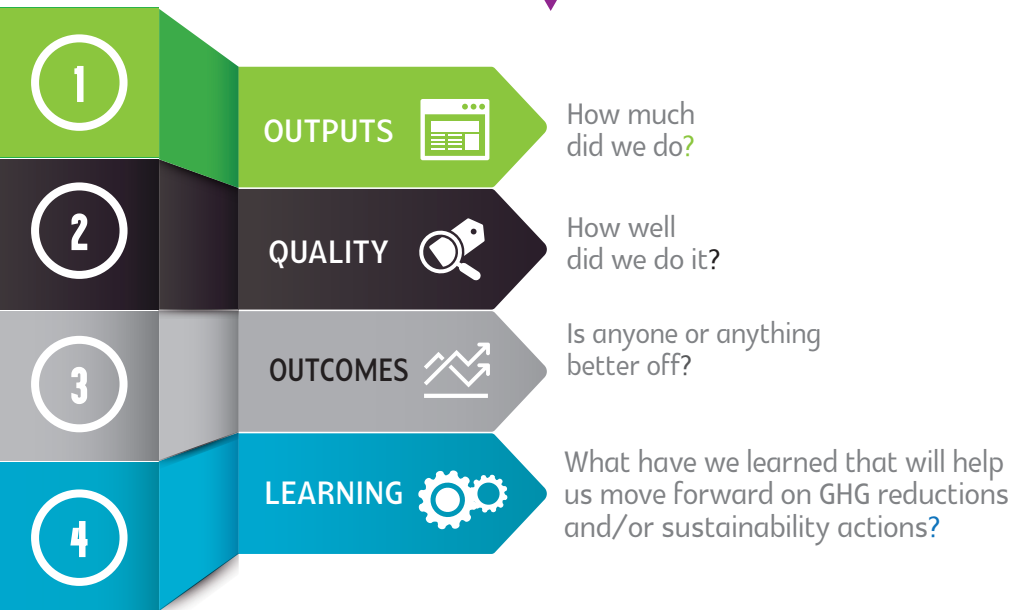 1
OUTPUTS
How much
did we do?
2
QUALITY
How well
did we do it?
3
OUTCOMES
Is anyone or anything
better off?
4
LEARNING
What have we learned that will help
us move forward on GHG reductions
and/or sustainability actions?